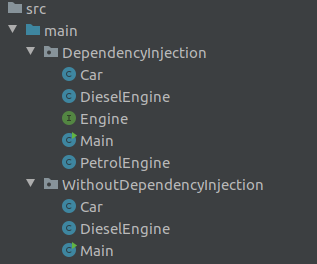 src
main
DependencyInjection
Car
DieselEngine
Engine
Main
PetrolEngine
WithoutDependencyInjection
Car
DieselEngine
Main